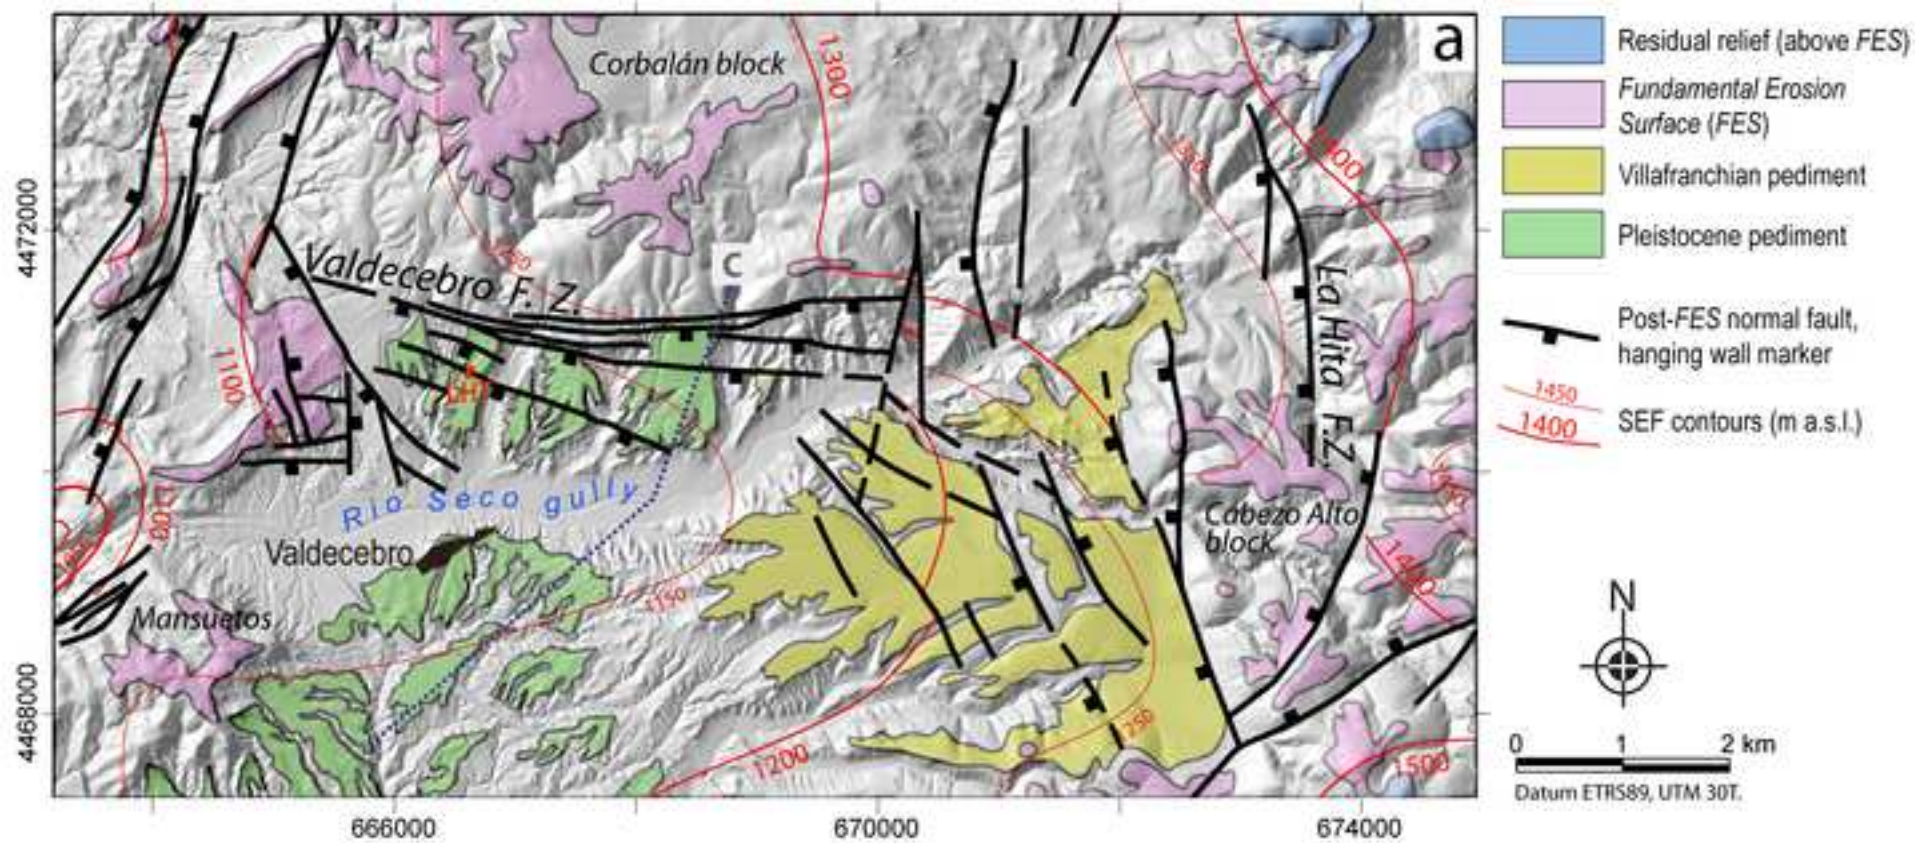 a
Corbalán block
1300
1400
4472000
Valdecebro F. Z.
c
La Hita F.Z.
1100
Río Seco gully
1100
Cabezo Alto
block
Valdecebro
1400
1150
Mansuetos
4468000
1250
1200
1500
666000
670000
674000
Residual relief (above FES)
Fundamental Erosion
Surface (FES)
Villafranchian pediment
Pleistocene pediment
Post-FES normal fault,
hanging wall marker
1450
1400
SEF contours (m a.s.l.)
N
0 1 2 km
Datum ETRS89, UTM 30T.